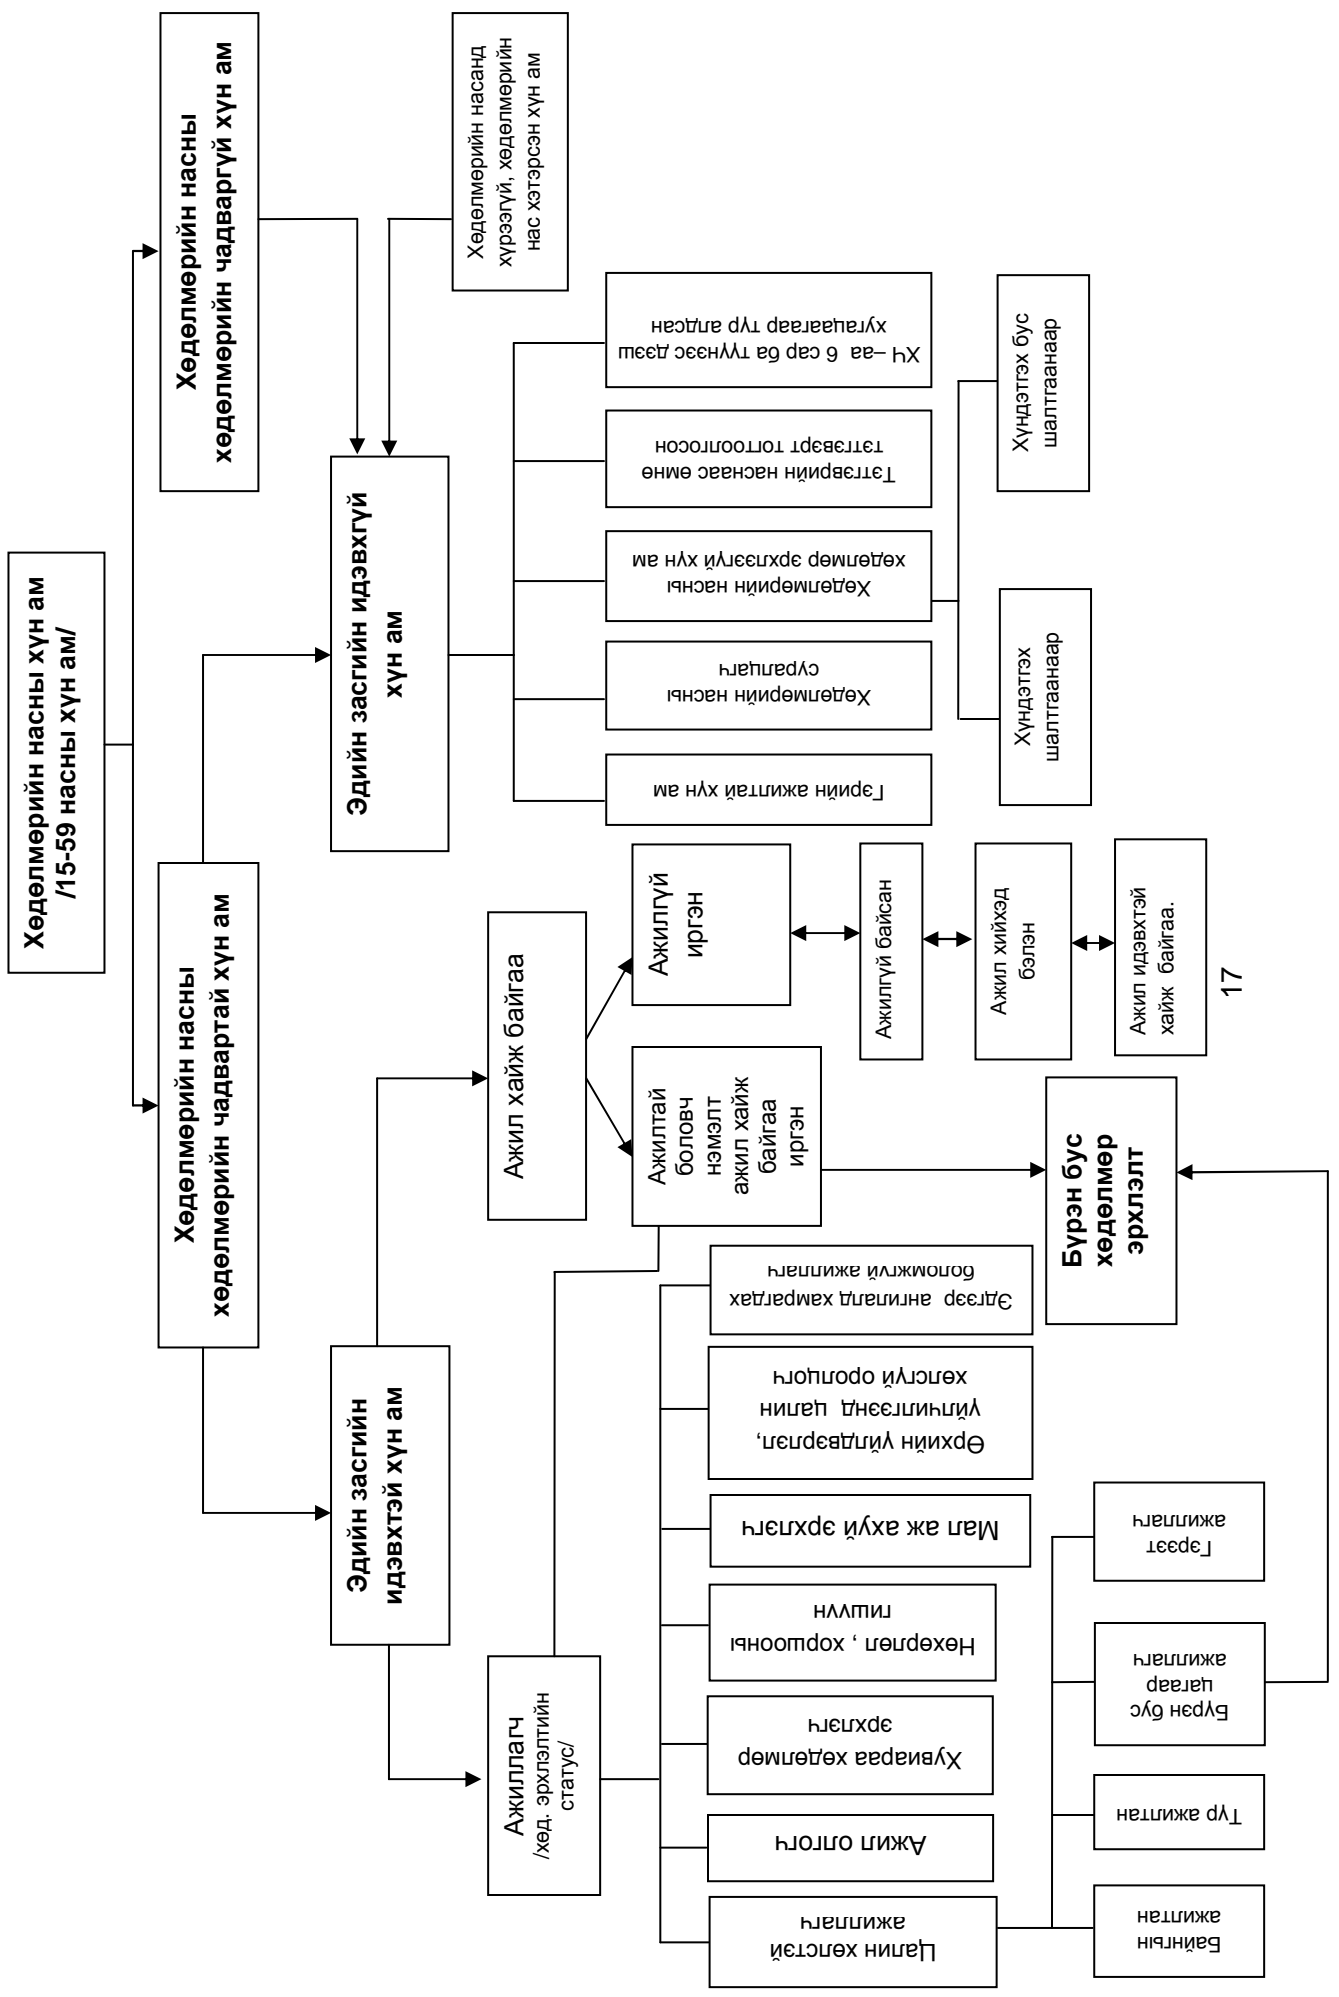 Хөдөлмөрийн насны хүн ам
/15-59 насны хүн ам/
Хөдөлмөрийн насны
хөдөлмөрийн чадвартай хүн ам
Хөдөлмөрийн насны
хөдөлмөрийн чадваргүй хүн ам
Эдийн засгийн
идэвхтэй хүн ам
Эдийн засгийн идэвхгүй
хүн ам
Хөдөлмөрийн насанд
хүрээгүй, хөдөлмөрийн
нас хэтэрсэн хүн ам
Ажиллагч
/хөд. эрхлэлтийн
статус/
Ажил хайж байгаа
Ажилтай
боловч
нэмэлт
ажил хайж
байгаа
иргэн
Ажилгүй
иргэн
Гэрийн ажилтай хүн ам
Хөдөлмөрийн насны
суралцагч
Хөдөлмөрийн насны
хөдөлмөр эрхлээгүй хүн ам
Тэтгэврийн наснаас өмнө
тэтгэвэрт тогтоолгосон
ХЧ –аа 6 сар ба түүнээс дээш
хугацаагаар түр алдсан
Цалин хөлстэй
ажиллагч
Ажил олгогч
Хувиараа хөдөлмөр
эрхлэгч
Нөхөрлөл , хоршооны
гишүүн
Мал аж ахуй эрхлэгч
Өрхийн үйлдвэрлэл,
үйлчилгээнд цалин
хөлсгүй оролцогч
Эдгээр ангилалд хамрагдах
боломжгүй ажиллагч
Ажилгүй байсан
Ажил хийхэд
бэлэн
Ажил идэвхтэй
хайж байгаа.
Хүндэтгэх
шалтгаанаар
Хүндэтгэх бус
шалтгаанаар
Бүрэн бус
хөдөлмөр
эрхлэлт
Байнгын
ажилтан
Түр ажилтан
Бүрэн бус
цагаар
ажиллагч
Гэрээт
ажиллагч
17